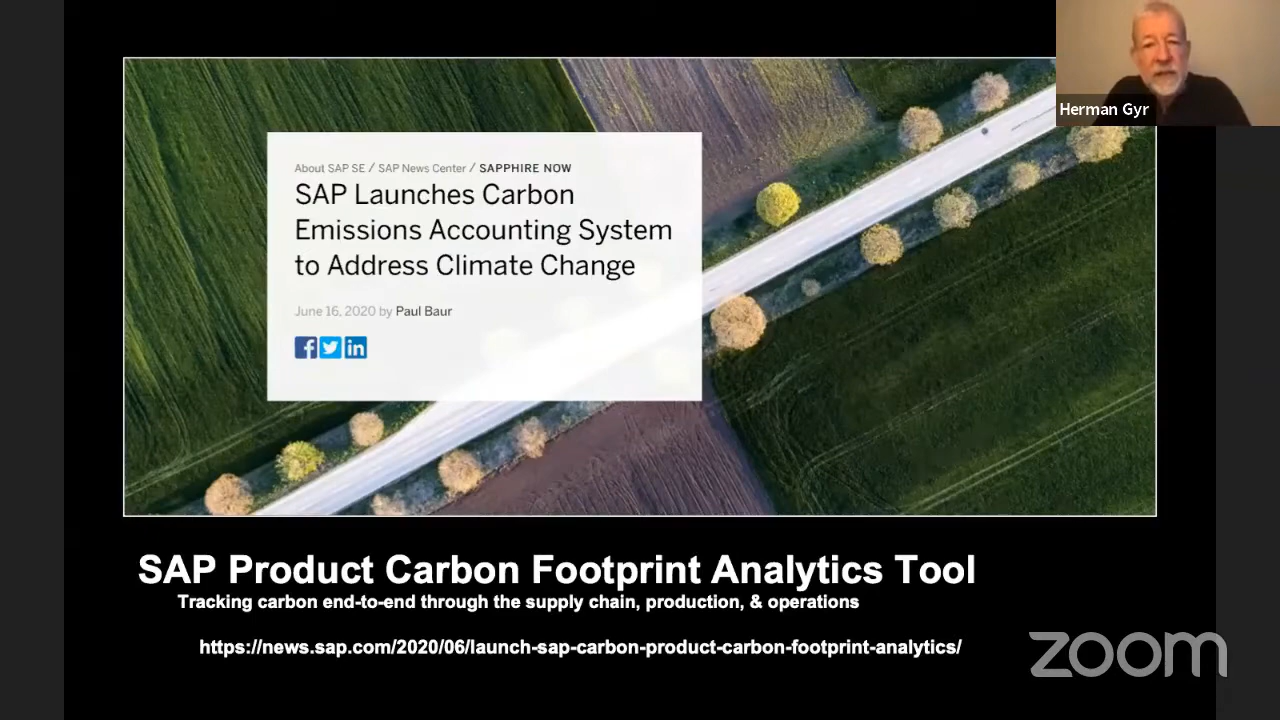 Herman Gyr
About SAP SE / SAP News Center / SAPPHIRE NOW
SAP Launches Carbon
Emissions Accounting System
to Address Climate Change
June 16, 2020 by Paul Baur
SAP Product Carbon Footprint Analytics Tool
Tracking carbon end-to-end through the supply chain, production, & operations
https://news.sap.com/2020/06/launch-sap-carbon-product-carbon-footprint-analytics/
zoom